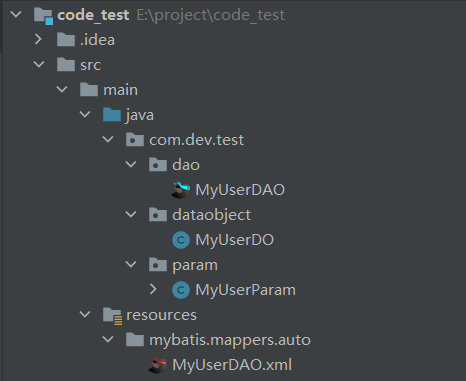 code_test E:\project\code_test
.idea
src
main
java
com.dev.test
dao
MyUserDAO
dataobject
C MyUserDO
param
C MyUserParam
resources
mybatis.mappers.auto
MyUserDAO.xml